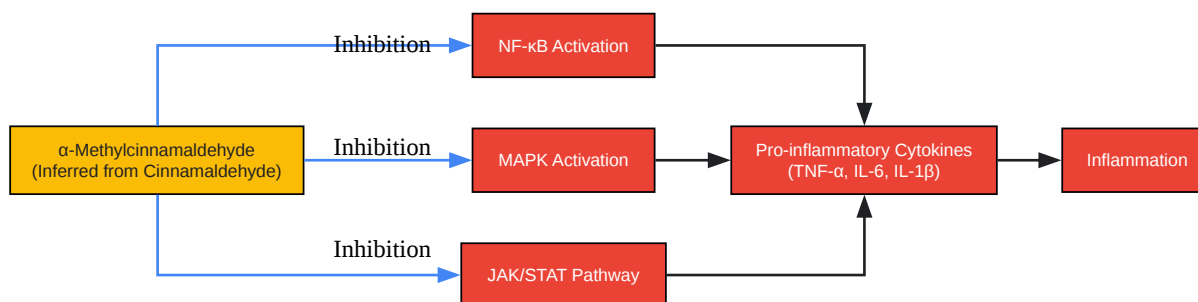 Inhibition
NF-κB Activation
α-Methylcinnamaldehyde
(Inferred from Cinnamaldehyde)
Inhibition
MAPK Activation
Pro-inflammatory Cytokines
(TNF-α, IL-6, IL-1β)
Inflammation
Inhibition
JAK/STAT Pathway